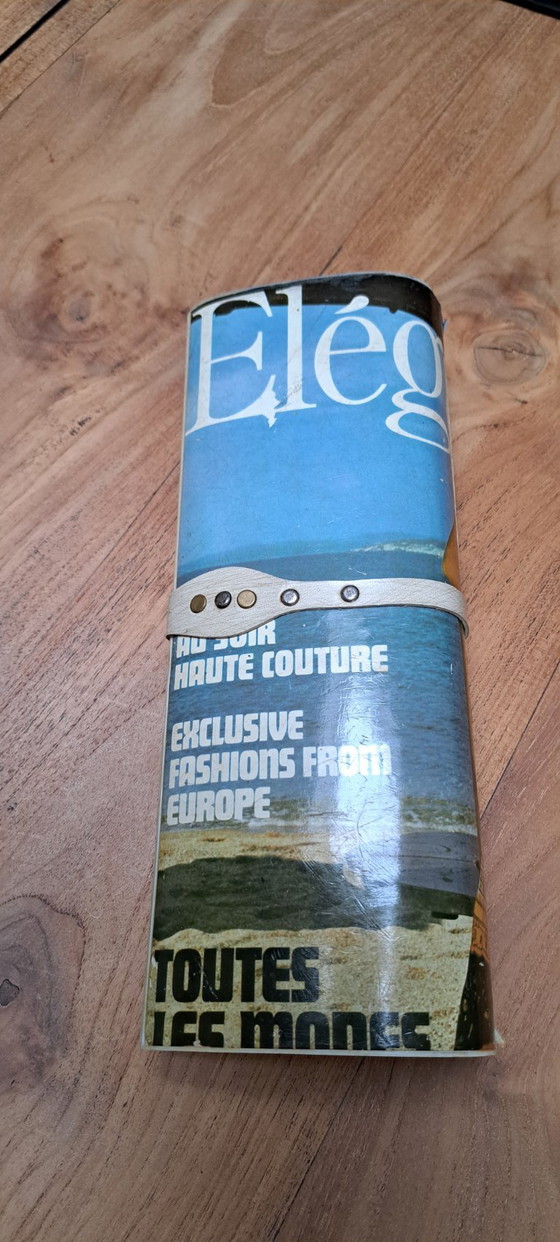 Elég
AU SOIR
HAUTE COUTURE
EXCLUSIVE
FASHIONS FROM
EUROPE
TOUTES
LES MODES